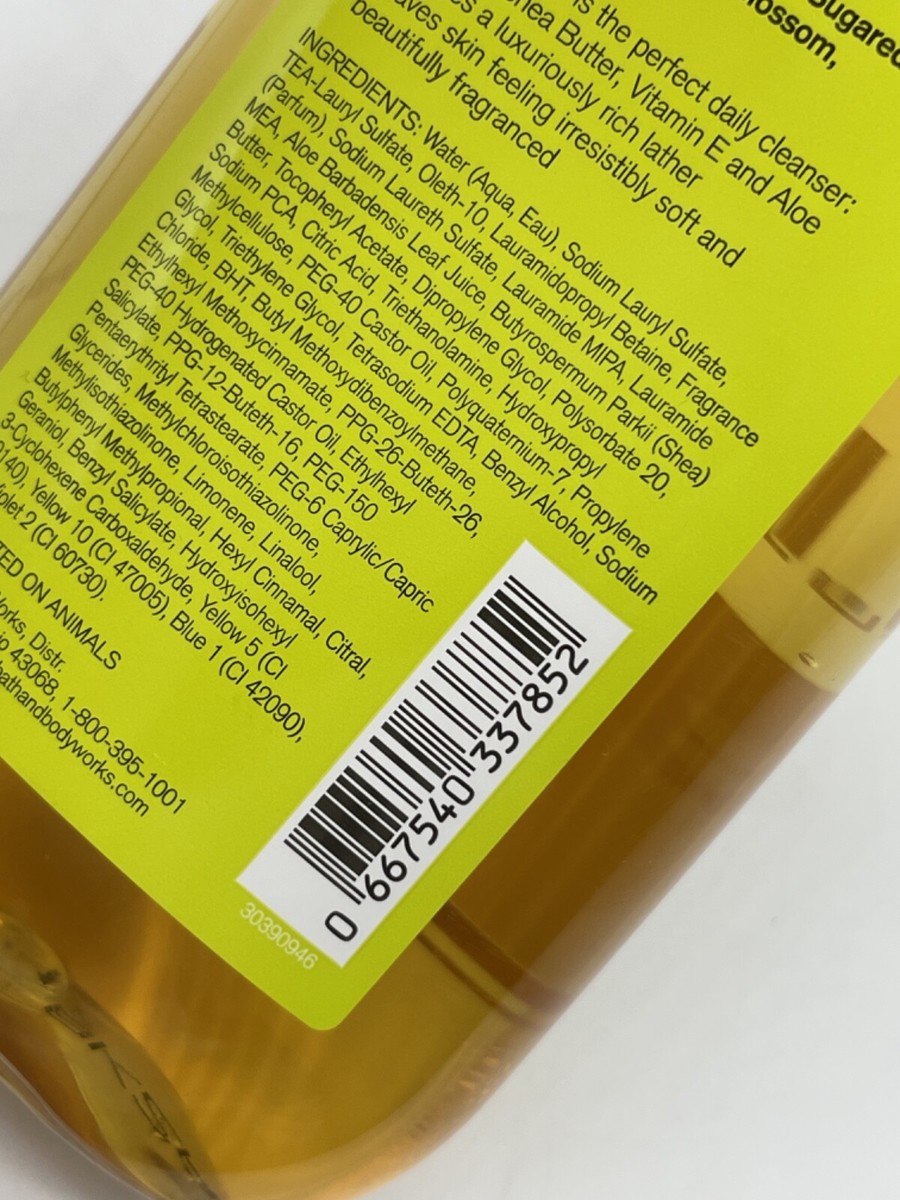 Sugared
lossom,
is the perfect daily cleanser:
hea Butter, Vitamin E and Aloe
es a luxuriously rich lather
aves skin feeling irresistibly soft and
beautifully fragranced
INGREDIENTS: Water (Aqua, Eau), Sodium Lauryl Sulfate,
TEA-Lauryl Sulfate, Oleth-10, Lauramidopropyl Betaine, Fragrance
(Parfum), Sodium Laureth Sulfate, Lauramide MIPA, Lauramide
MEA, Aloe Barbadensis Leaf Juice, Butyrospermum Parkii (Shea)
Butter, Tocopheryl Acetate, Dipropylene Glycol, Polysorbate 20,
Sodium PCA, Citric Acid, Triethanolamine, Hydroxypropyl
Methylcellulose, PEG-40 Castor Oil, Polyquaternium-7, Propylene
Glycol, Triethylene Glycol, Tetrasodium EDTA, Benzyl Alcohol, Sodium
Chloride, BHT, Butyl Methoxydibenzoylmethane,
Ethylhexyl Methoxycinnamate, PPG-26-Buteth-26,
PEG-40 Hydrogenated Castor Oil, Ethylhexyl
Salicylate, PPG-12-Buteth-16, PEG-150
Pentaerythrityl Tetrastearate, PEG-6 Caprylic/Capric
Glycerides, Methylchloroisothiazolinone,
Methylisothiazolinone, Limonene, Linalool,
Butylphenyl Methylpropional, Hexyl Cinnamal, Citral,
Geraniol, Benzyl Salicylate, Hydroxyisohexyl
3-Cyclohexene Carboxaldehyde, Yellow 5 (CI
9140), Yellow 10 (CI 47005), Blue 1 (CI 42090),
iolet 2 (CI 60730).
TED ON ANIMALS
Works, Distr.
io 43068, 1-800-395-1001
bathandbodyworks.com
0 667540 337852
30390946